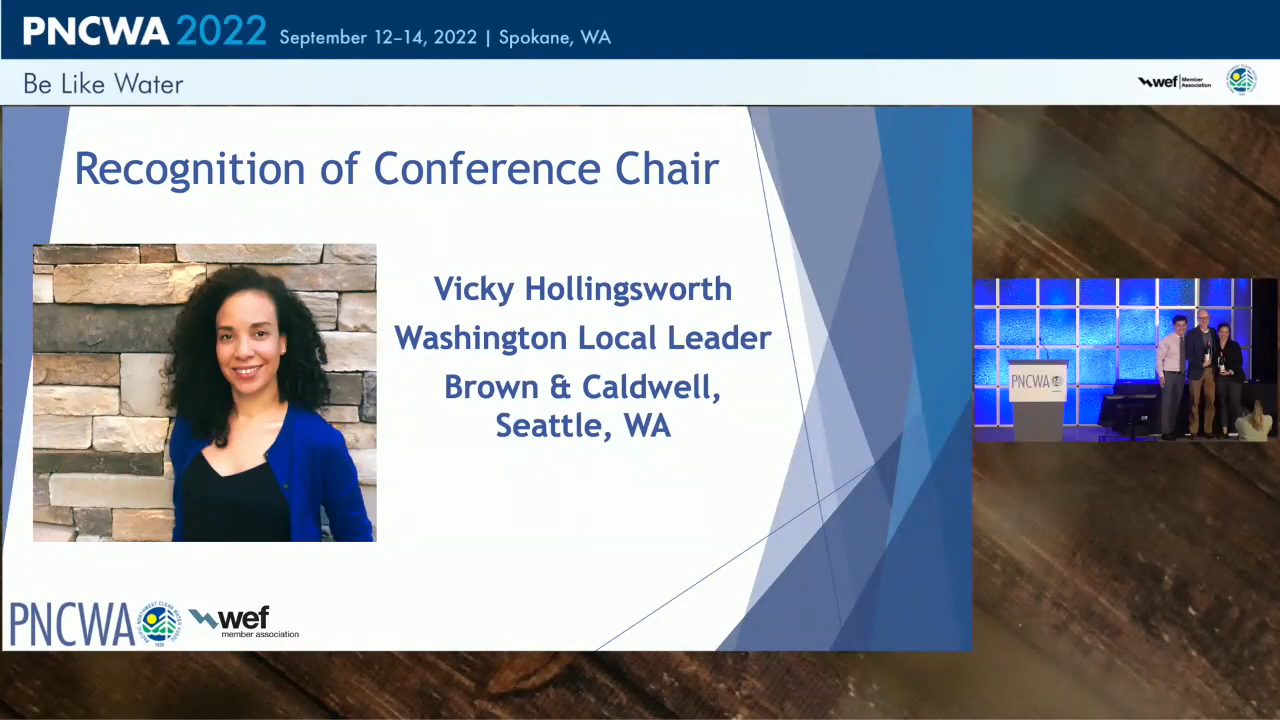 PNCWA 2022 September 12–14, 2022 | Spokane, WA
Be Like Water
wef Member Association
Recognition of Conference Chair
Vicky Hollingsworth
Washington Local Leader
Brown & Caldwell,
Seattle, WA
PNCWA
PNCWA
wef
member association